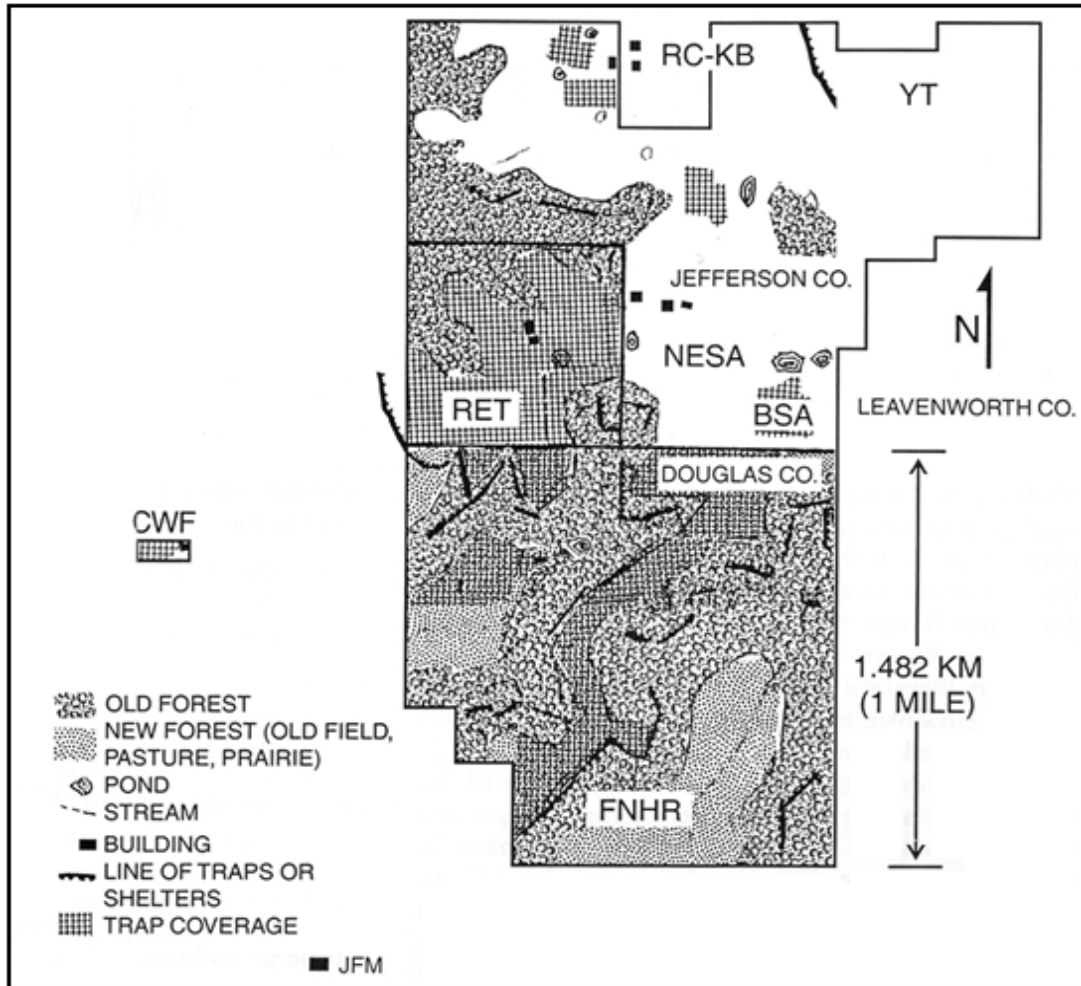 RC-KB
YT
JEFFERSON CO.
N
NESA
RET
BSA
LEAVENWORTH CO.
DOUGLAS CO.
CWF
1.482 KM
(1 MILE)
FNHR
OLD FOREST
NEW FOREST (OLD FIELD,
PASTURE, PRAIRIE)
POND
STREAM
BUILDING
LINE OF TRAPS OR
SHELTERS
TRAP COVERAGE
JFM